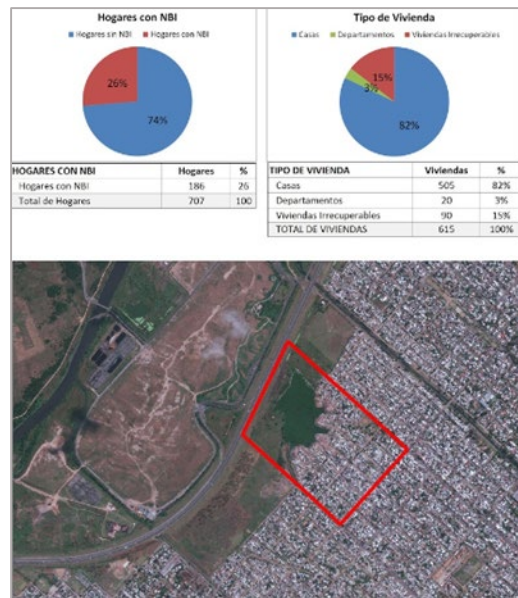 Hogares con NBI
Hogares sin NBI Hogares con NBI
26%
74%
HOGARES CON NBI Hogares %
Hogares con NBI 186 26
Total de Hogares 707 100
Tipo de Vivienda
Casas Departamentos Viviendas Irrecuperables
15%
3%
82%
TIPO DE VIVIENDA Viviendas %
Casas 505 82%
Departamentos 20 3%
Viviendas Irrecuperables 90 15%
TOTAL DE VIVIENDAS 615 100%